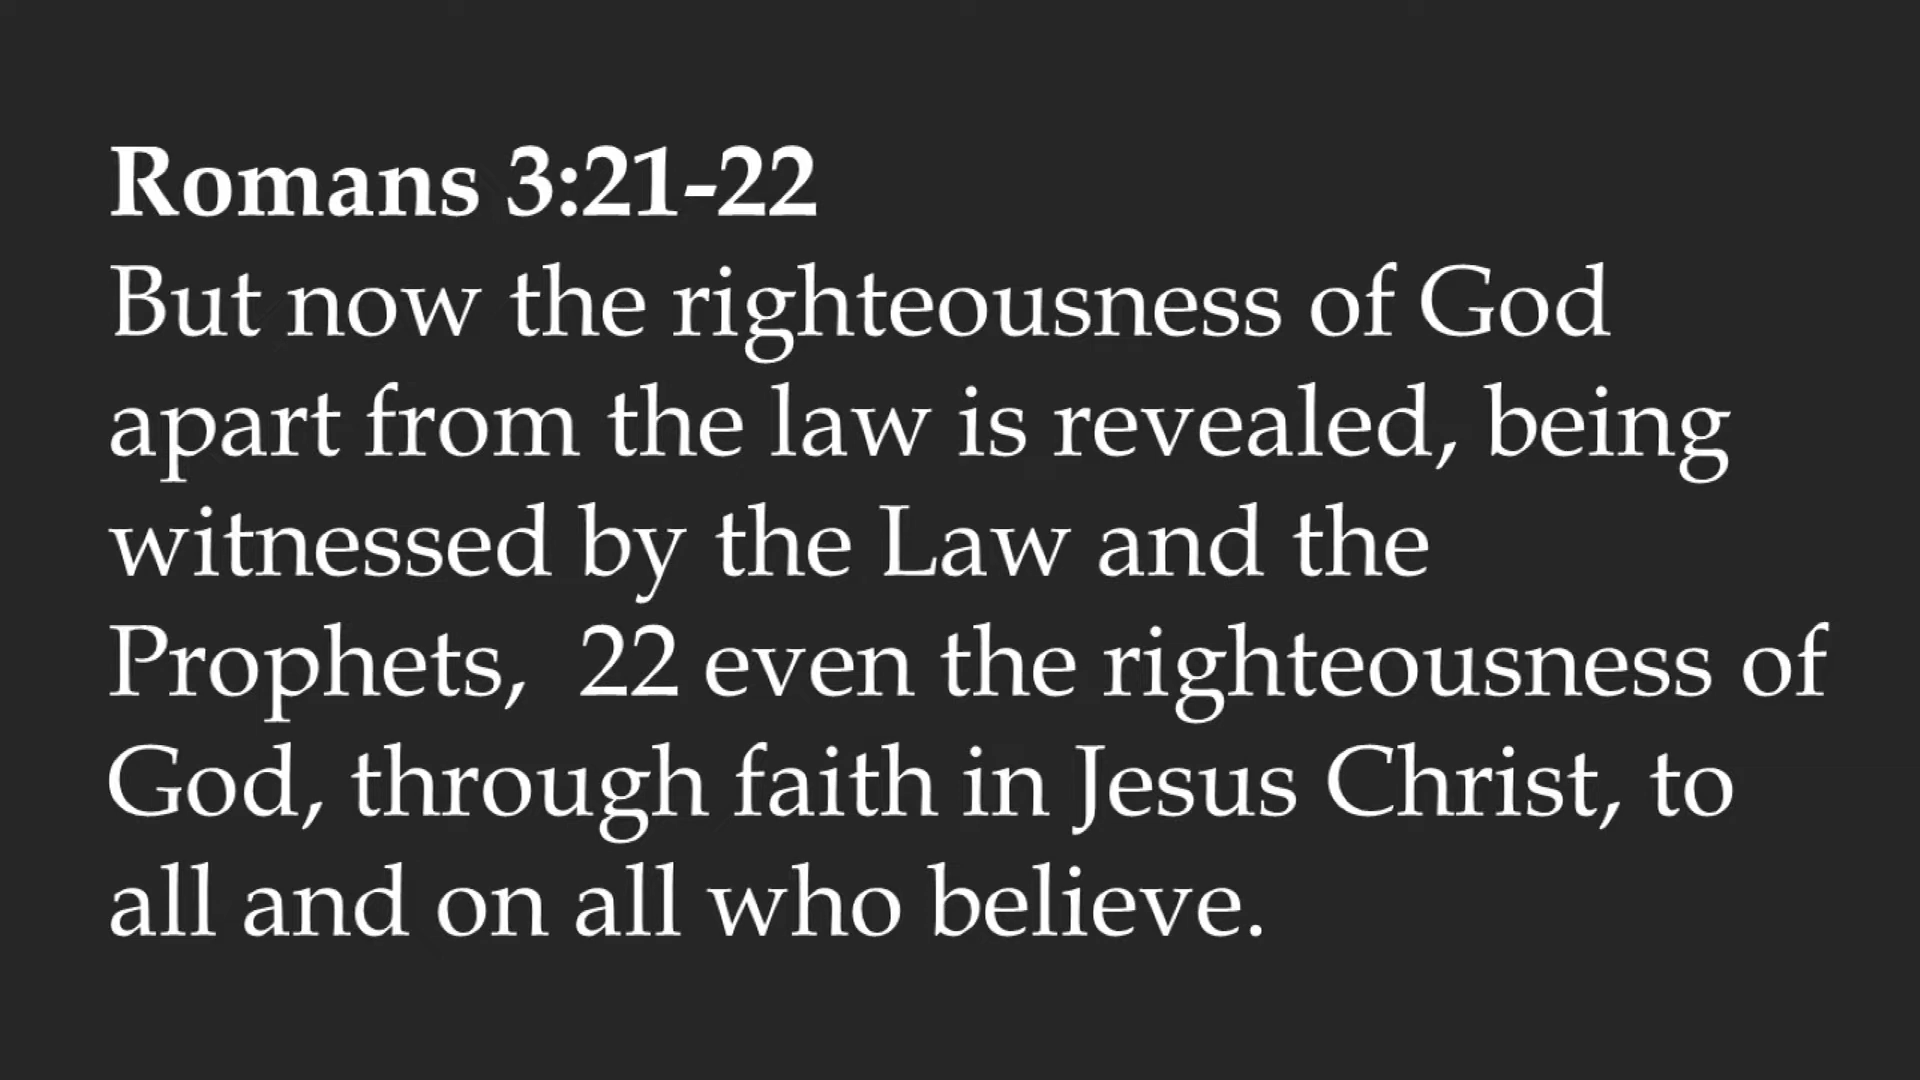 Romans 3:21-22
But now the righteousness of God
apart from the law is revealed, being
witnessed by the Law and the
Prophets,  22 even the righteousness of
God, through faith in Jesus Christ, to
all and on all who believe.